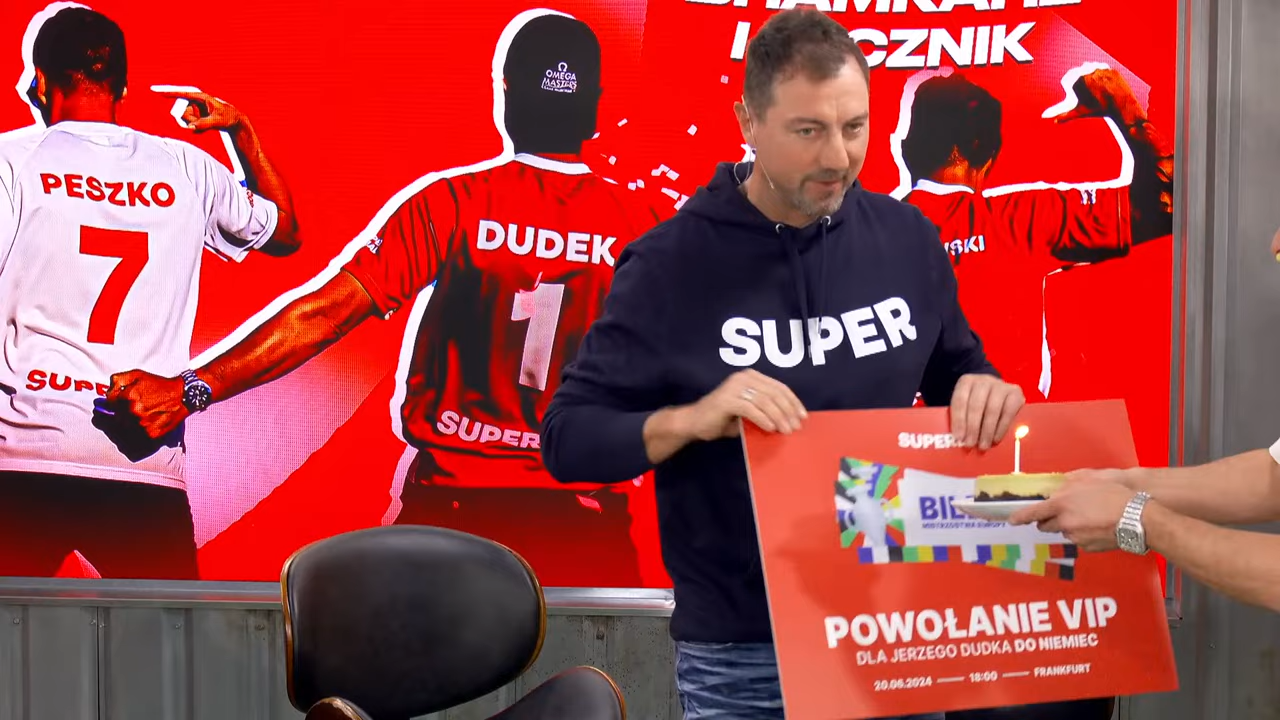 CZNIK
PESZKO
7
OMEGA
MASTERS
DUDEK
1
SUPER
SUPER
SUPER
POWOŁANIE VIP
DLA JERZEGO DUDKA DO NIEMIEC
20.06.2024 — 18:00 — FRANKFURT